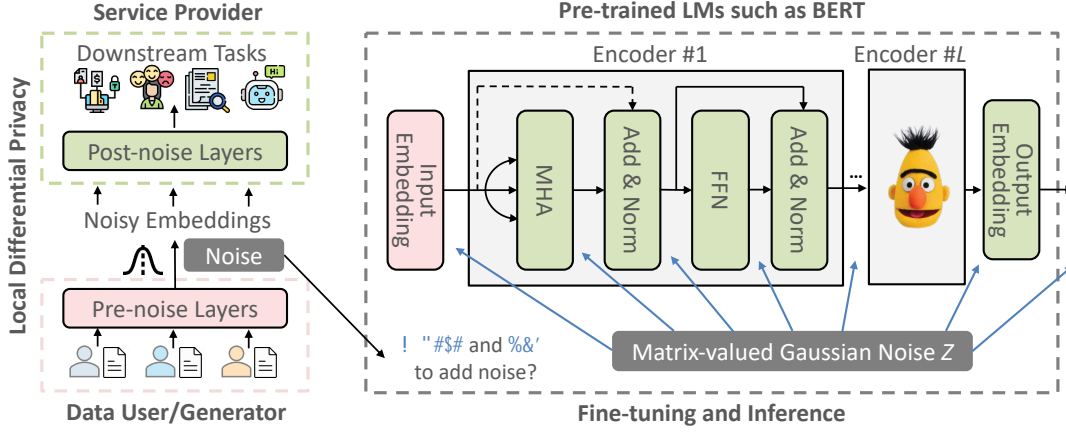 Service Provider
Downstream Tasks
Hi
Post-noise Layers
Noisy Embeddings
Noise
Pre-noise Layers
Data User/Generator
Local Differential Privacy
Pre-trained LMs such as BERT
Encoder #1
Encoder #L
Input
Embedding
MHA
Add & Norm
FFN
Add & Norm
...
Output
Embedding
! "#$# and %&'
to add noise?
Matrix-valued Gaussian Noise Z
Fine-tuning and Inference